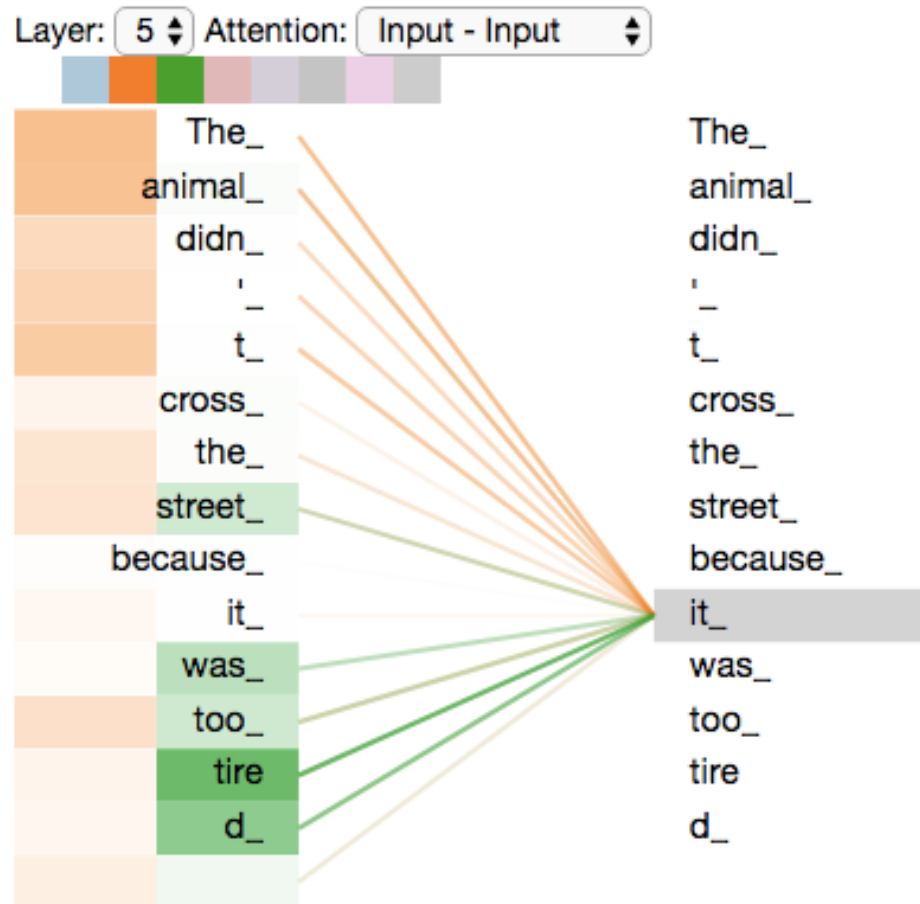 Layer: 5 Attention: Input - Input
The_ The_
animal_ animal_
didn_ didn_
'_ '_
t_ t_
cross_ cross_
the_ the_
street_ street_
because_ because_
it_ it_
was_ was_
too_ too_
tire tire
d_ d_